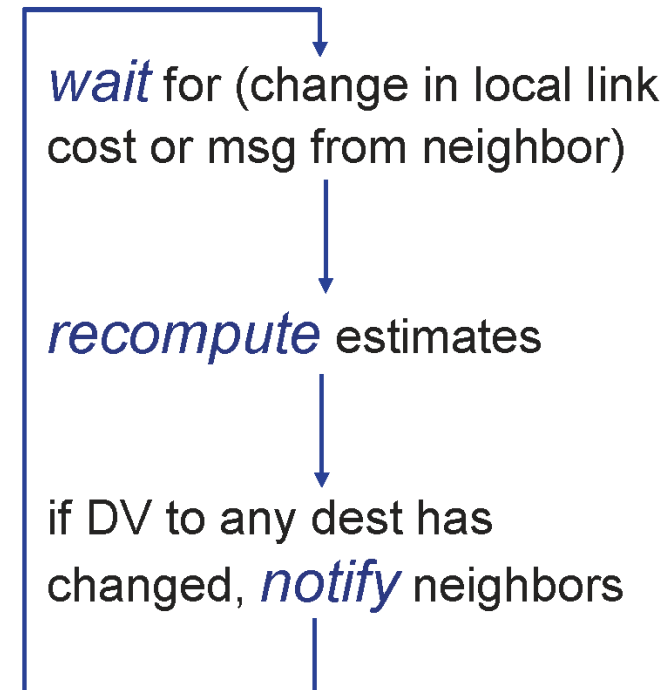 wait for (change in local link
cost or msg from neighbor)
recompute estimates
if DV to any dest has
changed, notify neighbors